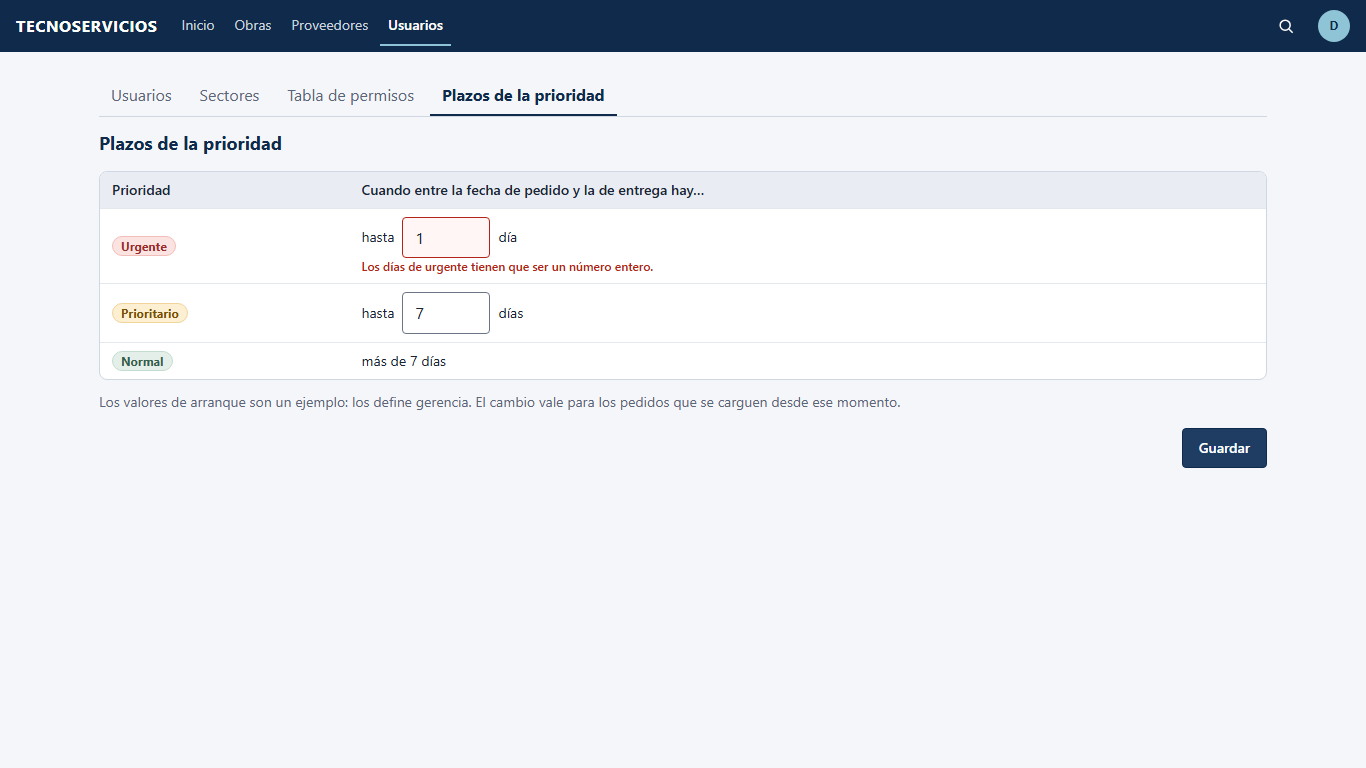 TECNOSERVICIOS Inicio Obras Proveedores Usuarios D
Usuarios Sectores Tabla de permisos Plazos de la prioridad
Plazos de la prioridad
Prioridad Cuando entre la fecha de pedido y la de entrega hay...
Urgente hasta 1 día
Los días de urgente tienen que ser un número entero.
Prioritario hasta 7 días
Normal más de 7 días
Los valores de arranque son un ejemplo: los define gerencia. El cambio vale para los pedidos que se carguen desde ese momento.
Guardar